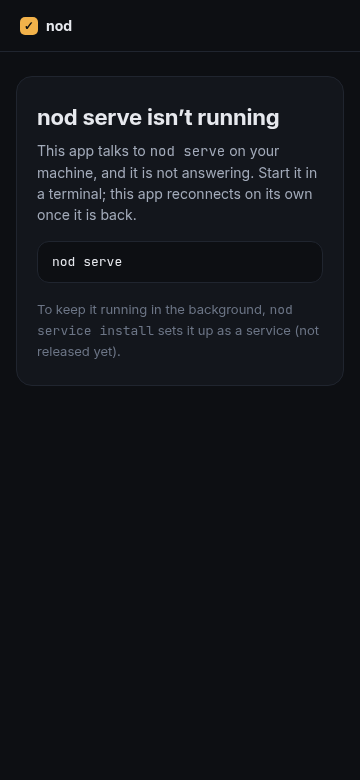 nod
nod serve isn’t running
This app talks to nod serve on your
machine, and it is not answering. Start it in
a terminal; this app reconnects on its own
once it is back.
nod serve
To keep it running in the background, nod
service install sets it up as a service (not
released yet).